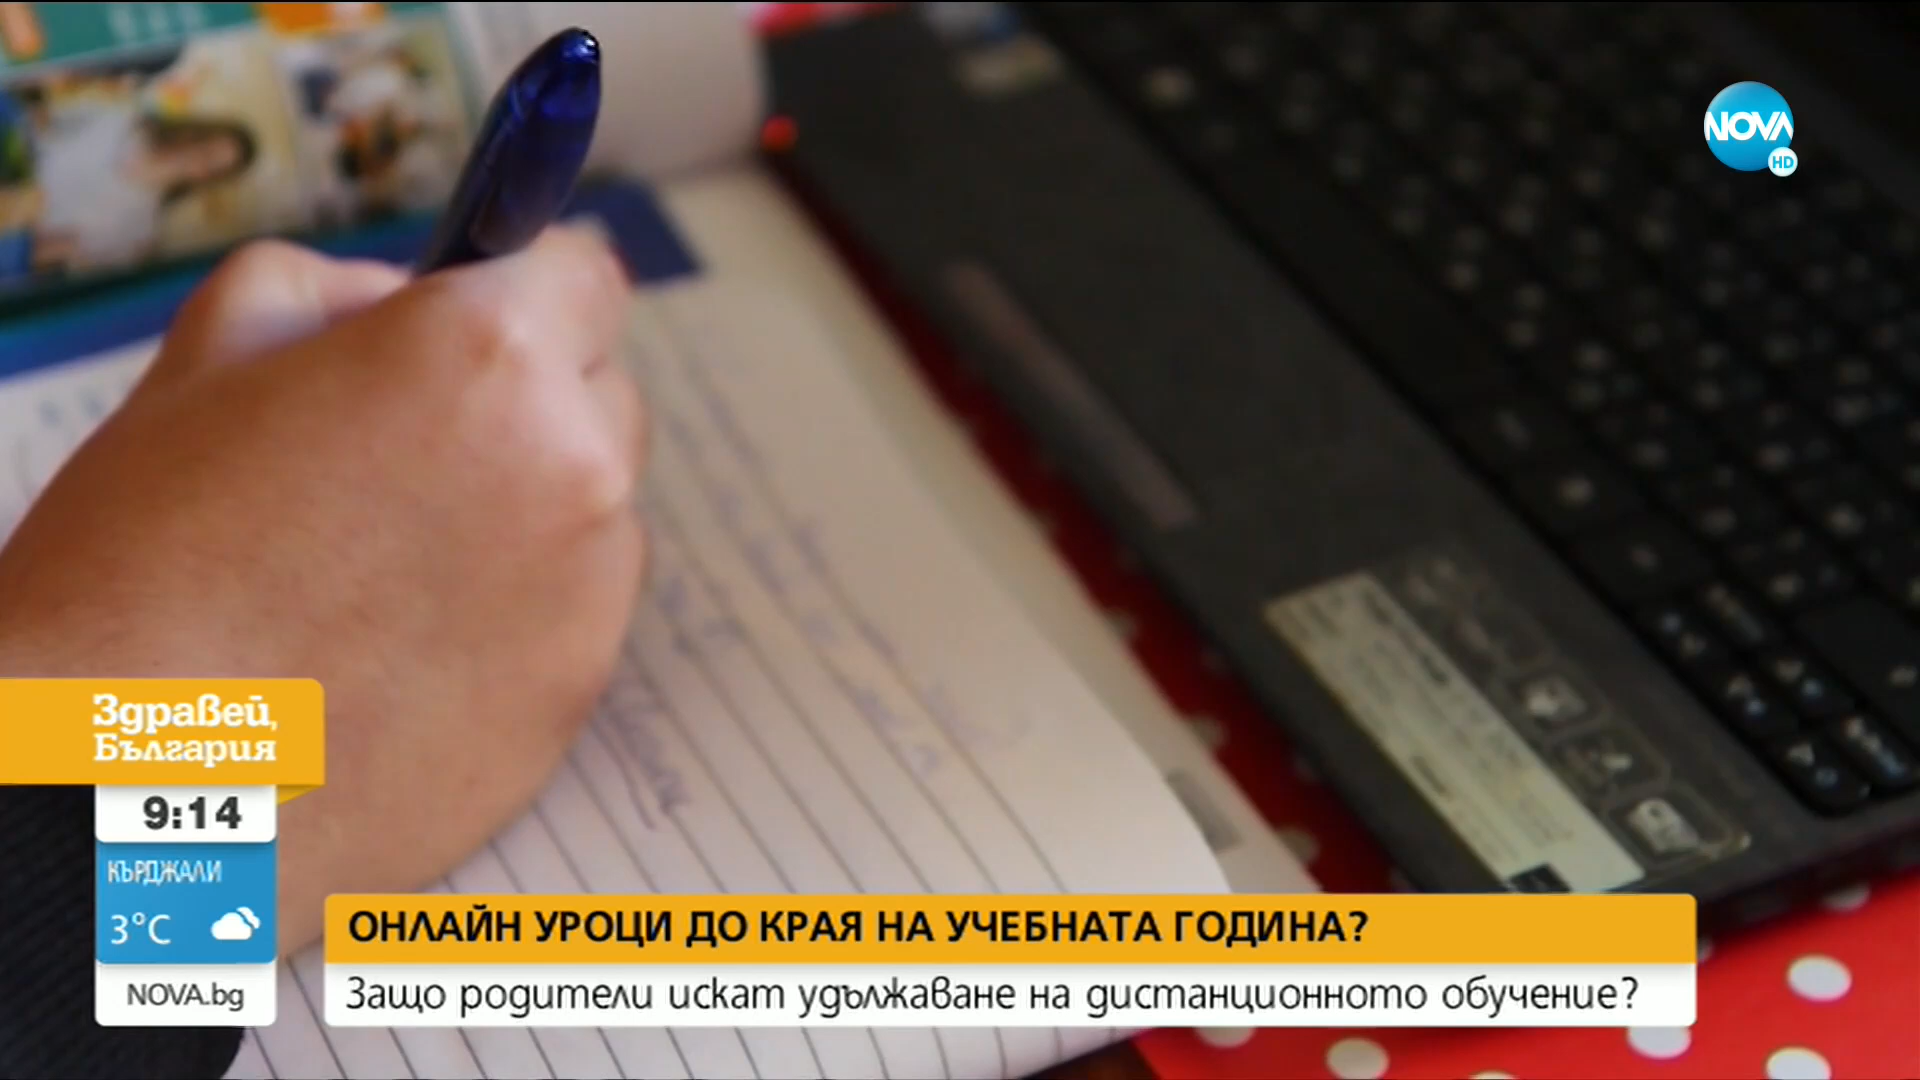 NOVA
HD
Здравей,
България
9:14
КЪРДЖАЛИ
3°C
NOVA.bg
ОНЛАЙН УРОЦИ ДО КРАЯ НА УЧЕБНАТА ГОДИНА?
Защо родители искат удължаване на дистанционното обучение?